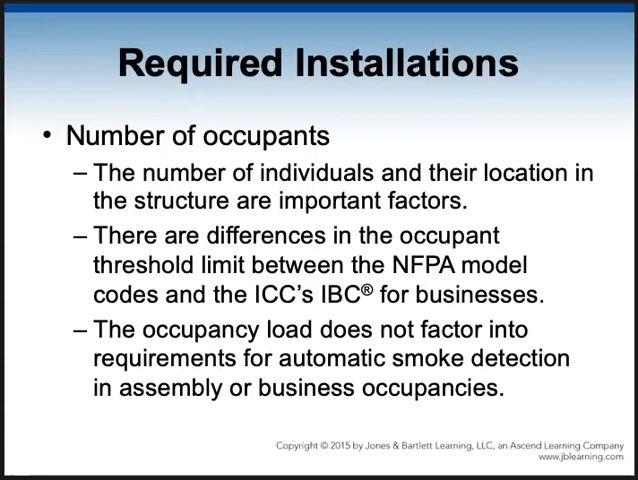 Required Installations
• Number of occupants
– The number of individuals and their location in
the structure are important factors.
– There are differences in the occupant
threshold limit between the NFPA model
codes and the ICC's IBC® for businesses.
– The occupancy load does not factor into
requirements for automatic smoke detection
in assembly or business occupancies.
Copyright © 2015 by Jones & Bartlett Learning, LLC, an Ascend Learning Company
www.jblearning.com